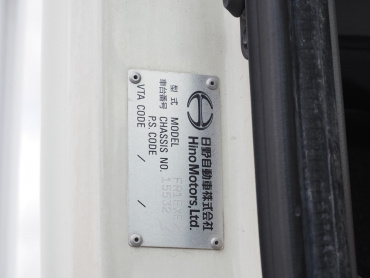 日野自動車株式会社
Hino Motors, Ltd.
型式 MODEL
車台番号 CHASSIS NO.
P.S. CODE
VTA CODE / /